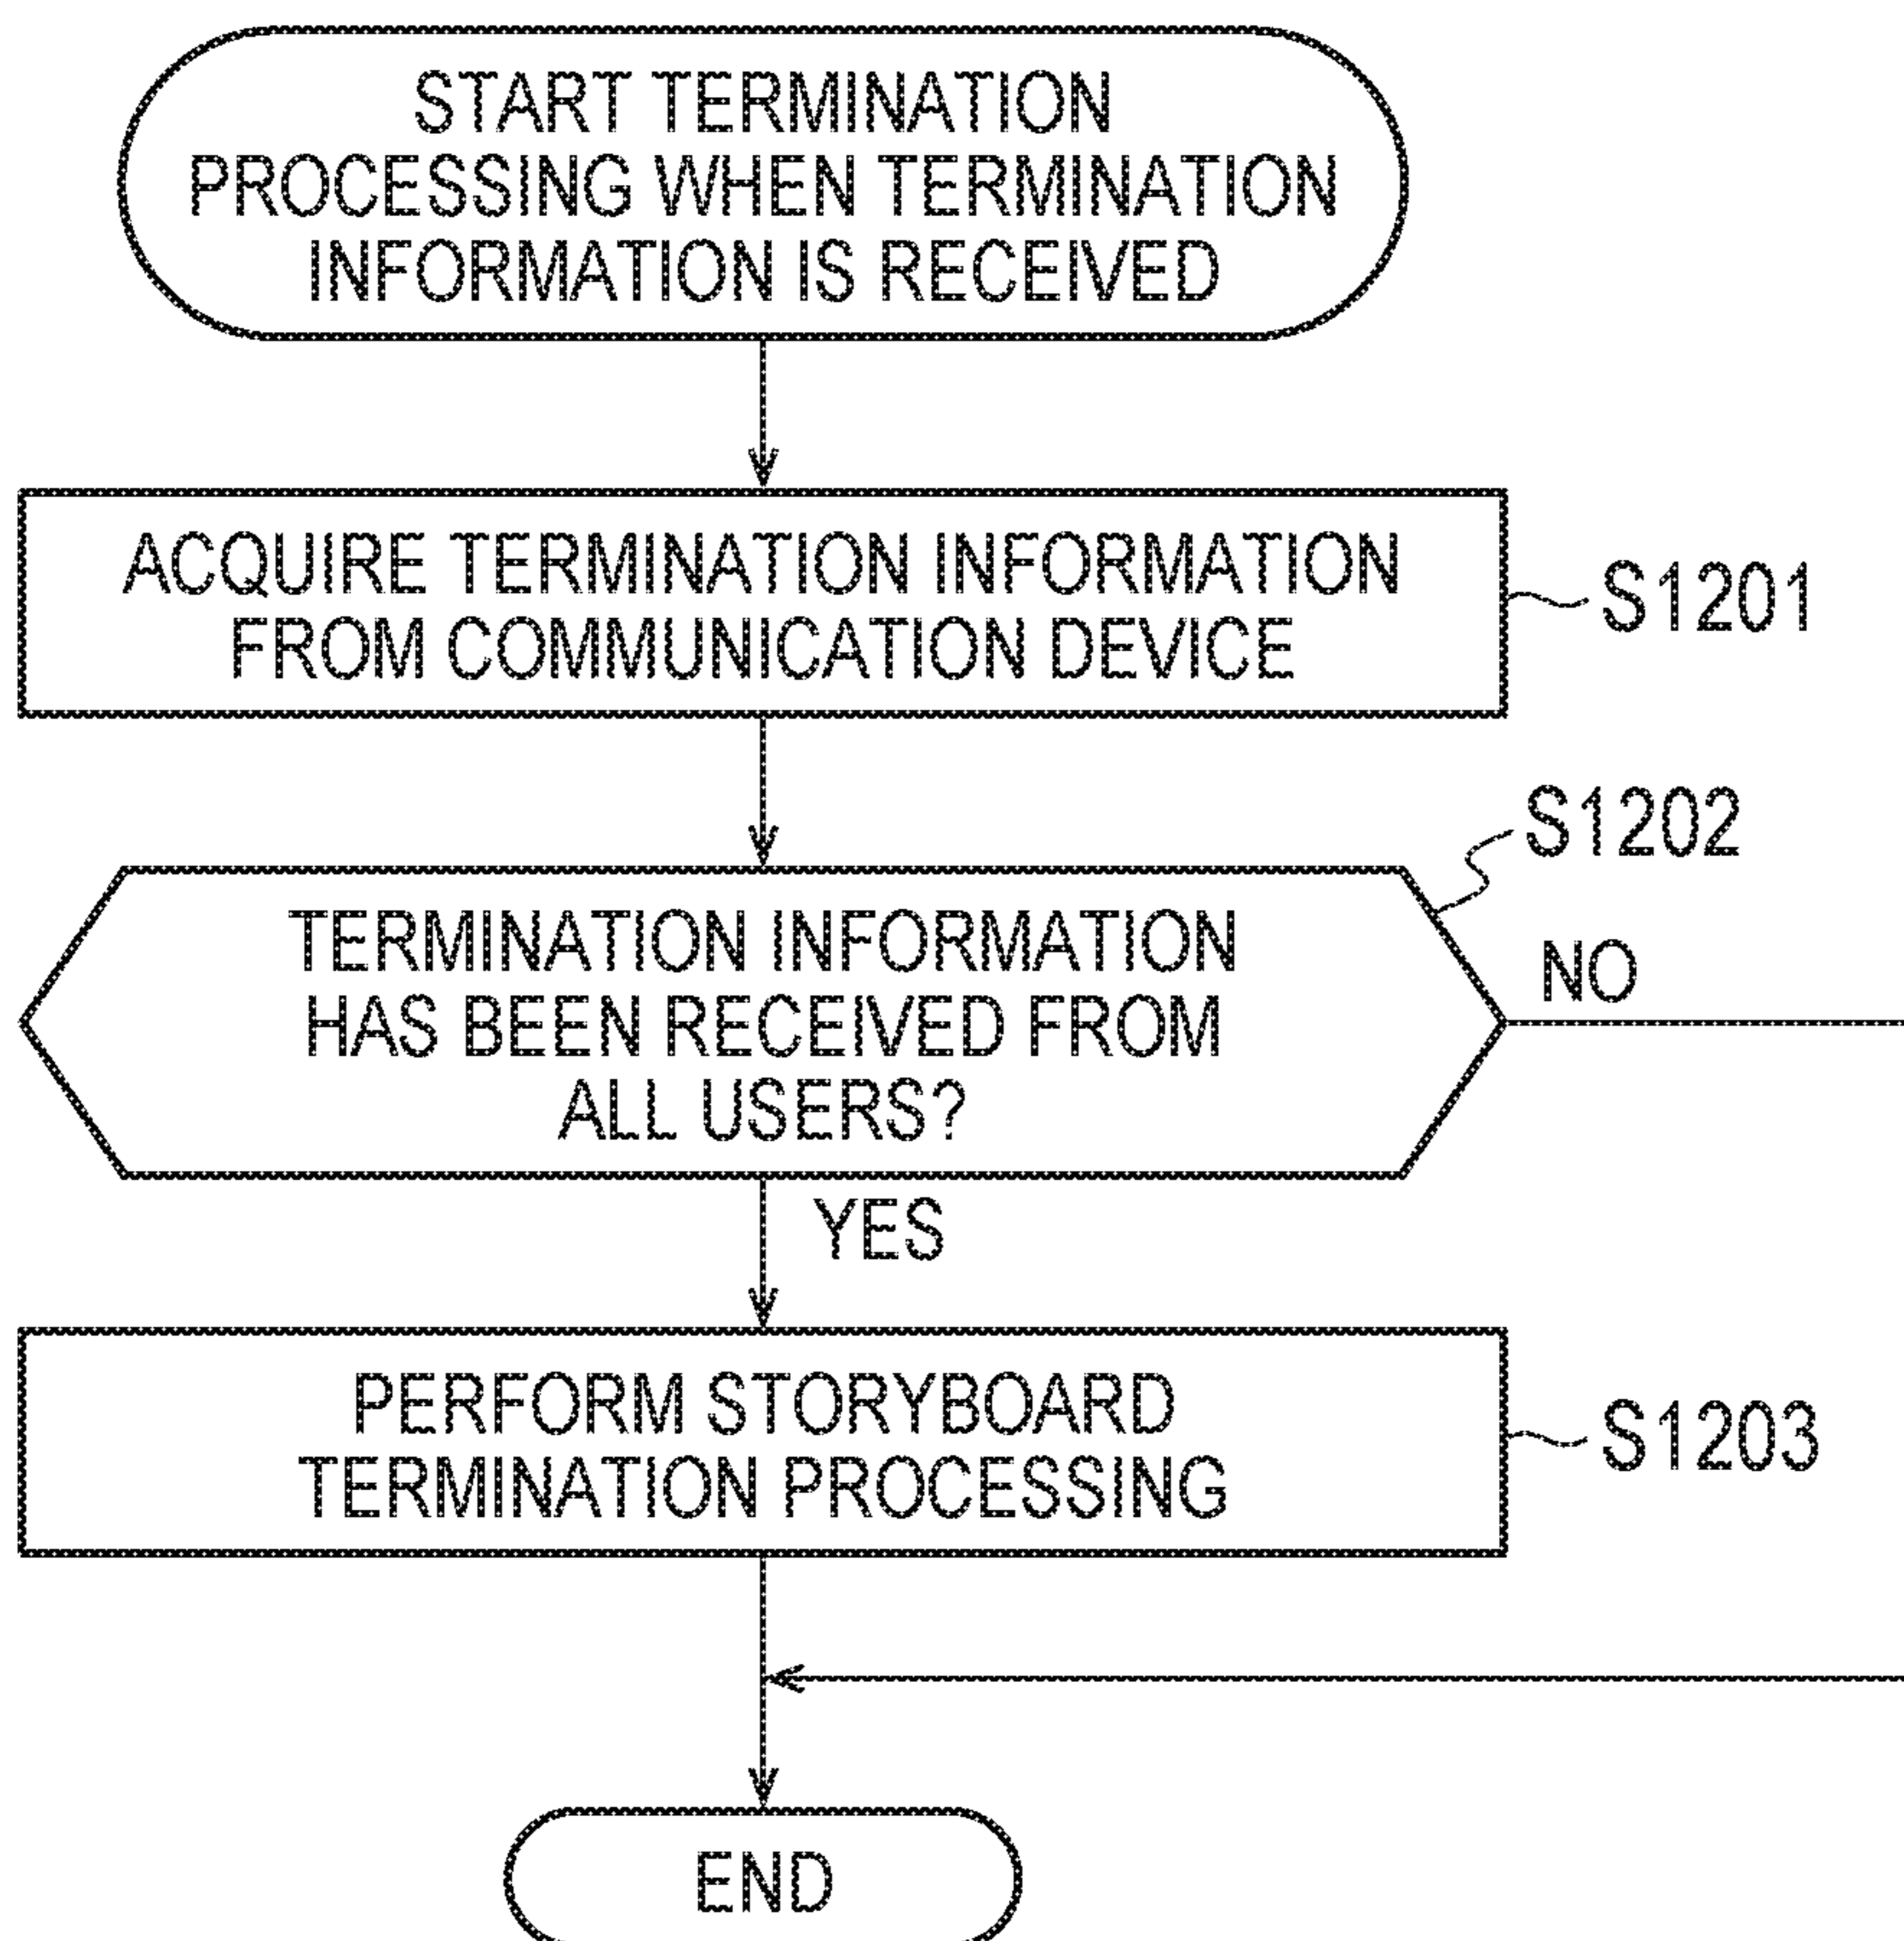 START TERMINATION
PROCESSING WHEN TERMINATION
INFORMATION IS RECEIVED
ACQUIRE TERMINATION INFORMATION
FROM COMMUNICATION DEVICE
S1201
S1202
TERMINATION INFORMATION
HAS BEEN RECEIVED FROM
ALL USERS?
NO
YES
PERFORM STORYBOARD
TERMINATION PROCESSING
S1203
END